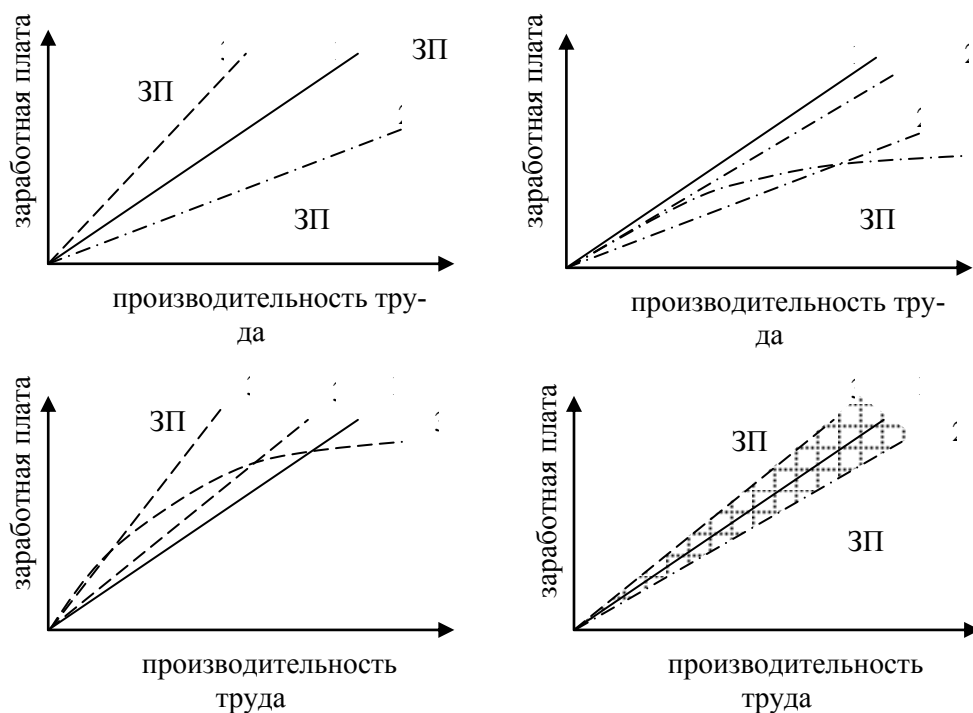 заработная плата
ЗП
ЗП
ЗП
производительность тру-
да
заработная плата
ЗП
производительность тру-
да
заработная плата
ЗП
производительность
труда
заработная плата
ЗП
ЗП
производительность
труда